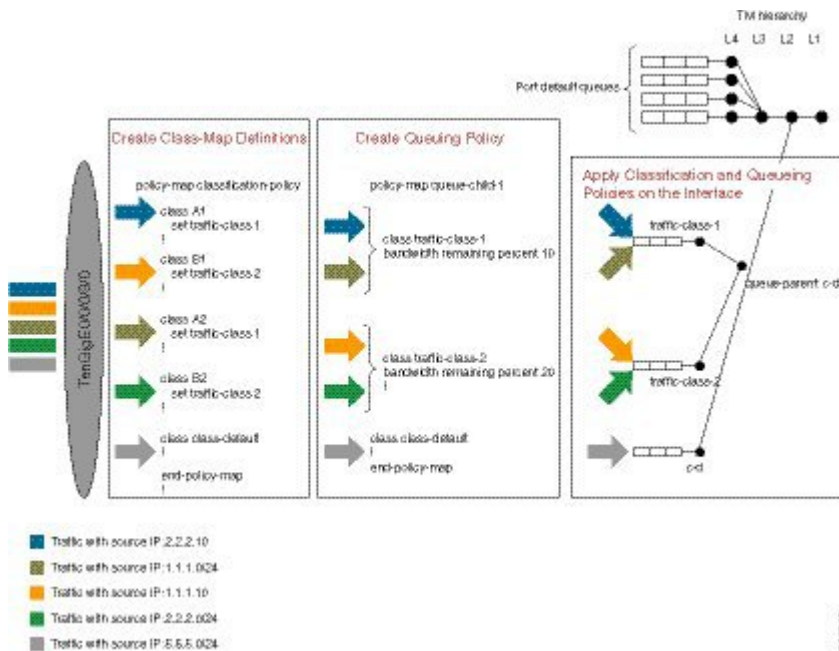 TM hierarchy
L4 L3 L2 L1
Port default queues
Create Class-Map Definitions
policy-map classification-policy
class A1
set traffic-class 1
!
class B1
set traffic-class 2
!
class A2
set traffic-class 1
!
class B2
set traffic-class 2
!
class class-default
!
end-policy-map
!
Create Queuing Policy
policy-map queue-child-1
class traffic-class-1
bandwidth remaining percent 10
class traffic-class-2
bandwidth remaining percent 20
!
class class-default
!
end-policy-map
Apply Classification and Queueing
Policies on the Interface
traffic-class-1
queue-parent c-d
traffic-class-2
c-d
TenGigE0/0/0/3/0
Traffic with source IP:2.2.2.10
Traffic with source IP:1.1.1.0/24
Traffic with source IP:1.1.1.10
Traffic with source IP:2.2.2.0/24
Traffic with source IP:5.5.5.0/24